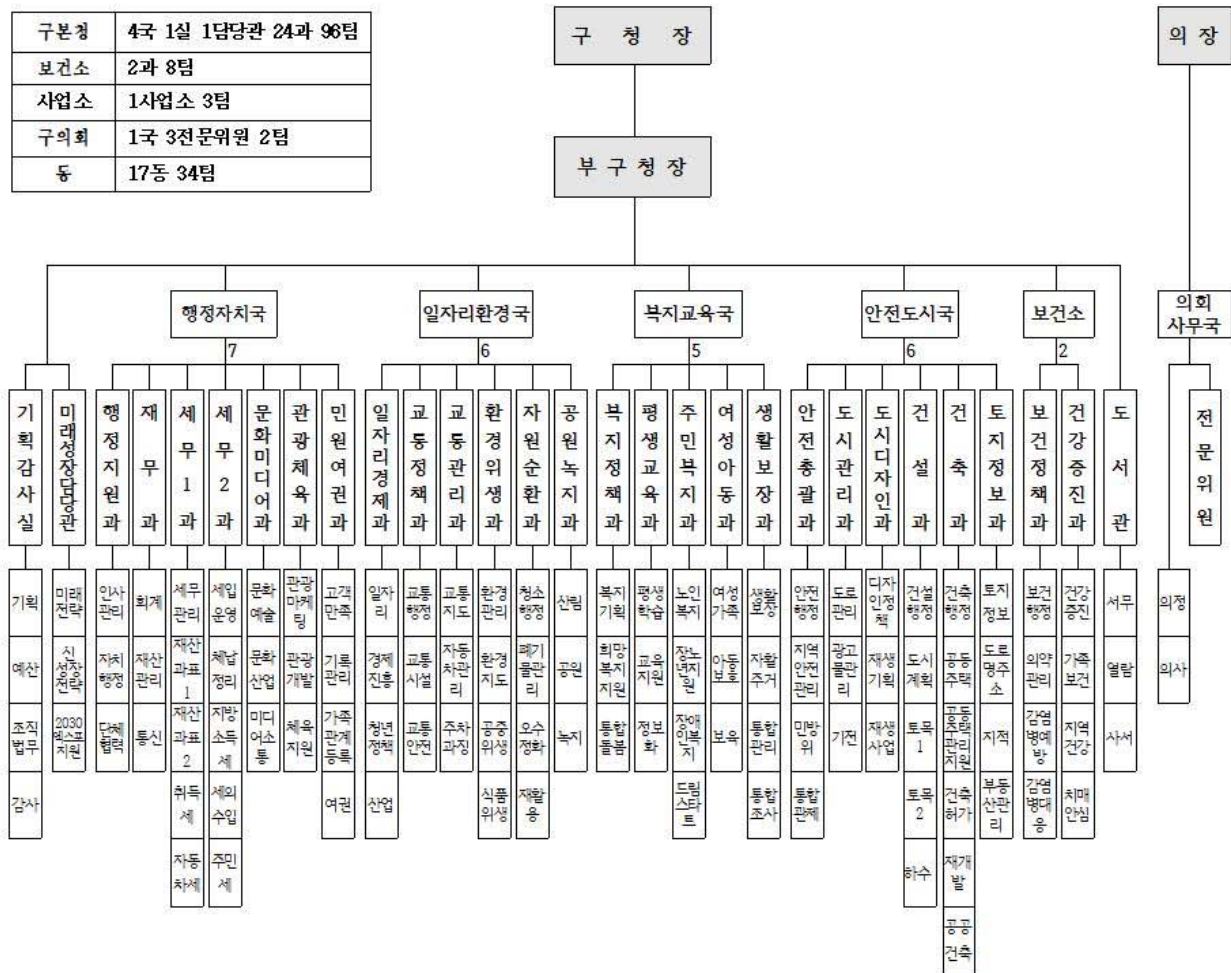 구본청 4국 1실 1담당관 24과 96팀
보건소 2과 8팀
사업소 1사업소 3팀
구의회 1국 3전문위원 2팀
동 17동 34팀
구 청 장
의 장
부 구 청 장
행정자치국
일자리환경국
복지교육국
안전도시국
보건소
의회
사무국
7
6
5
6
2
기획감사실
미래성장담당관
행정지원과
재무과
세무1과
세무2과
문화미디어과
관광체육과
민원여권과
일자리경제과
교통정책과
교통관리과
환경위생과
자원순환과
공원녹지과
복지정책과
평생교육과
주민복지과
여성아동과
생활보장과
안전총괄과
도시관리과
도시디자인과
건설과
건축과
토지정보과
보건정책과
건강증진과
도서관
전문위원
기획
예산
조직
법무
감사
미래
전략
신
성장
전략
2030
엑스포
지원
인사
관리
자치
행정
단체
협력
회계
재산
관리
통신
세무
관리
재산
과표
1
재산
과표
2
취득
세
자동
차세
세입
운영
체납
정리
지방
소득
세
세외
수입
주민
세
문화
예술
문화
산업
미디
어소
통
관광
마케
팅
관광
개발
체육
지원
고객
만족
기록
관리
가족
관계
등록
여권
일자
리
경제
진흥
청년
정책
산업
교통
행정
교통
시설
교통
안전
교통
지도
자동
차관
리
주차
과징
환경
관리
환경
지도
공중
위생
식품
위생
청소
행정
폐기
물관
리
오수
정화
재활
용
산림
공원
녹지
복지
기획
희망
복지
지원
통합
돌봄
평생
학습
교육
지원
정보
화
노인
복지
장노
년지
원
장애
인복
지
드림
스타
트
여성
가족
아동
보호
보육
생활
보장
자활
주거
통합
관리
통합
조사
안전
행정
지역
안전
관리
민방
위
통합
관제
도로
관리
광고
물관
리
기전
디자
인정
책
재생
기획
재생
사업
건설
행정
도시
계획
토목
1
토목
2
하수
건축
행정
공동
주택
공동
주택
관리
지원
건축
허가
재개
발
공공
건축
토지
정보
도로
명주
소
지적
부동
산관
리
보건
행정
의약
관리
감염
병예
방
감염
병대
응
건강
증진
가족
보건
지역
건강
치매
안심
서무
열람
사서
의정
의사